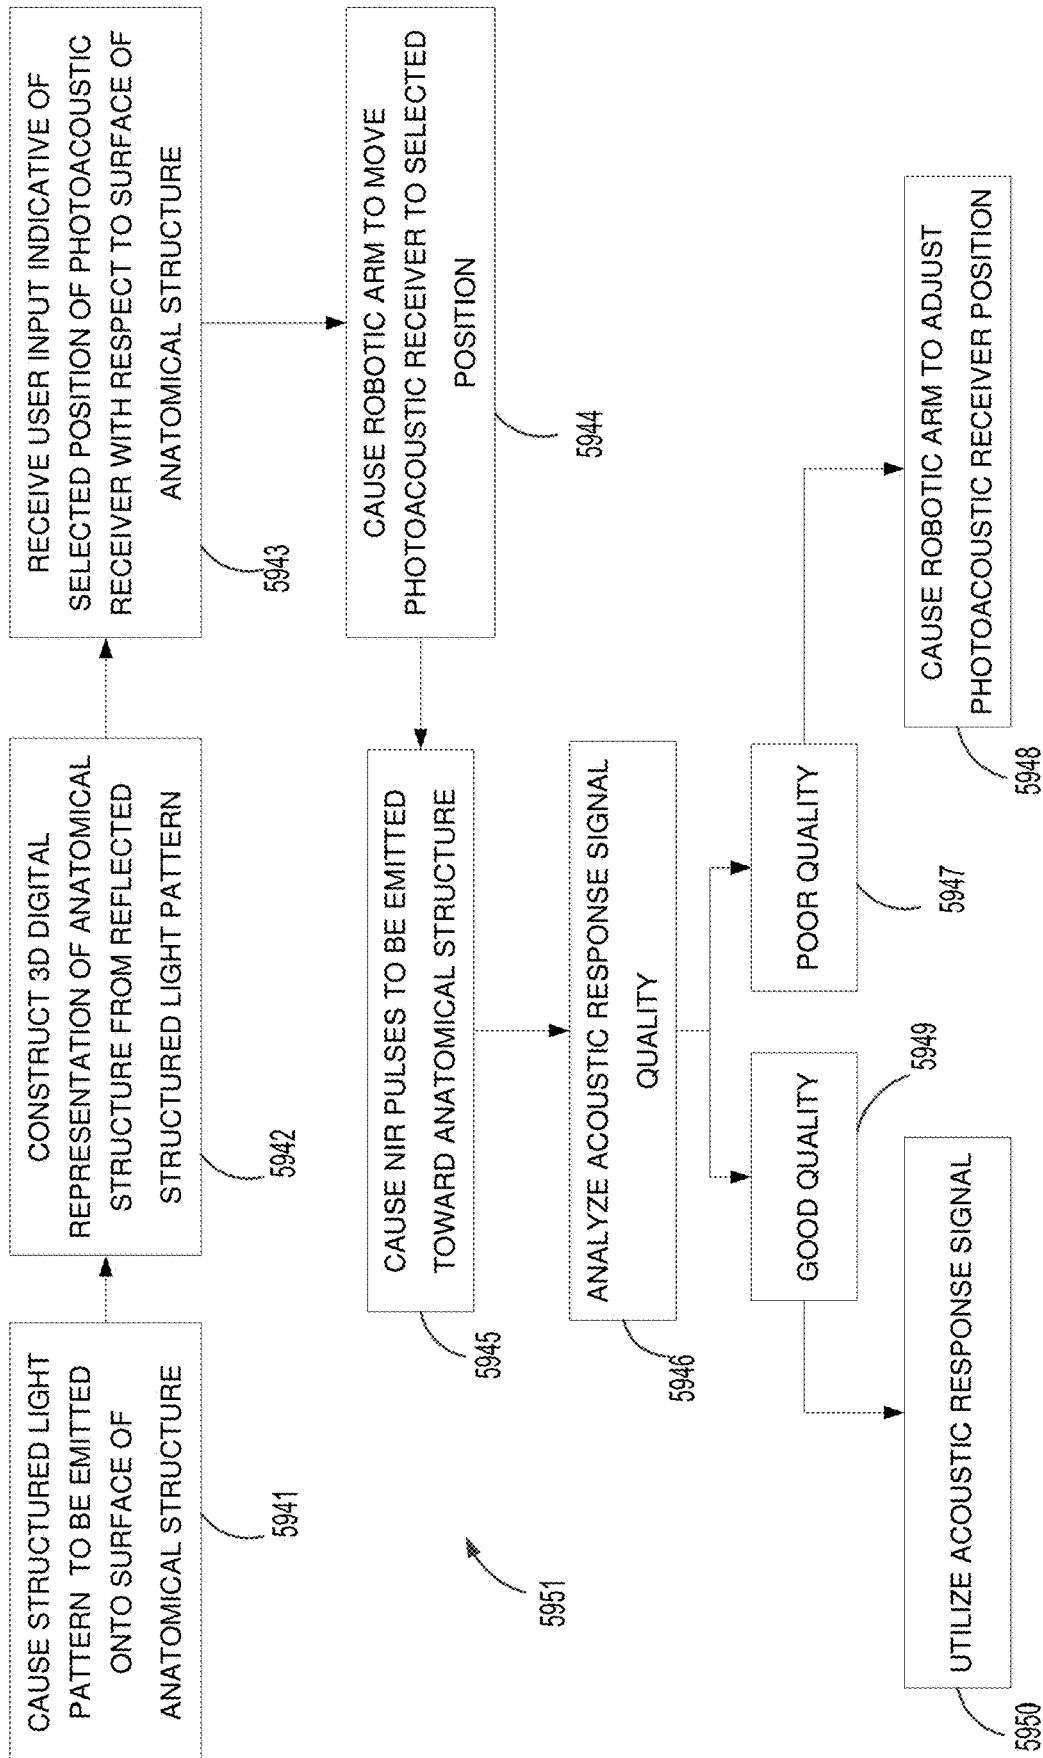 CAUSE STRUCTURED LIGHT
PATTERN TO BE EMITTED
ONTO SURFACE OF
ANATOMICAL STRUCTURE
5941
CONSTRUCT 3D DIGITAL
REPRESENTATION OF ANATOMICAL
STRUCTURE FROM REFLECTED
STRUCTURED LIGHT PATTERN
5942
RECEIVE USER INPUT INDICATIVE OF
SELECTED POSITION OF PHOTOACOUSTIC
RECEIVER WITH RESPECT TO SURFACE OF
ANATOMICAL STRUCTURE
5943
CAUSE ROBOTIC ARM TO MOVE
PHOTOACOUSTIC RECEIVER TO SELECTED
POSITION
5944
CAUSE NIR PULSES TO BE EMITTED
TOWARD ANATOMICAL STRUCTURE
5945
ANALYZE ACOUSTIC RESPONSE SIGNAL
QUALITY
5946
5951
GOOD QUALITY
5949
POOR QUALITY
5947
UTILIZE ACOUSTIC RESPONSE SIGNAL
5950
CAUSE ROBOTIC ARM TO ADJUST
PHOTOACOUSTIC RECEIVER POSITION
5948